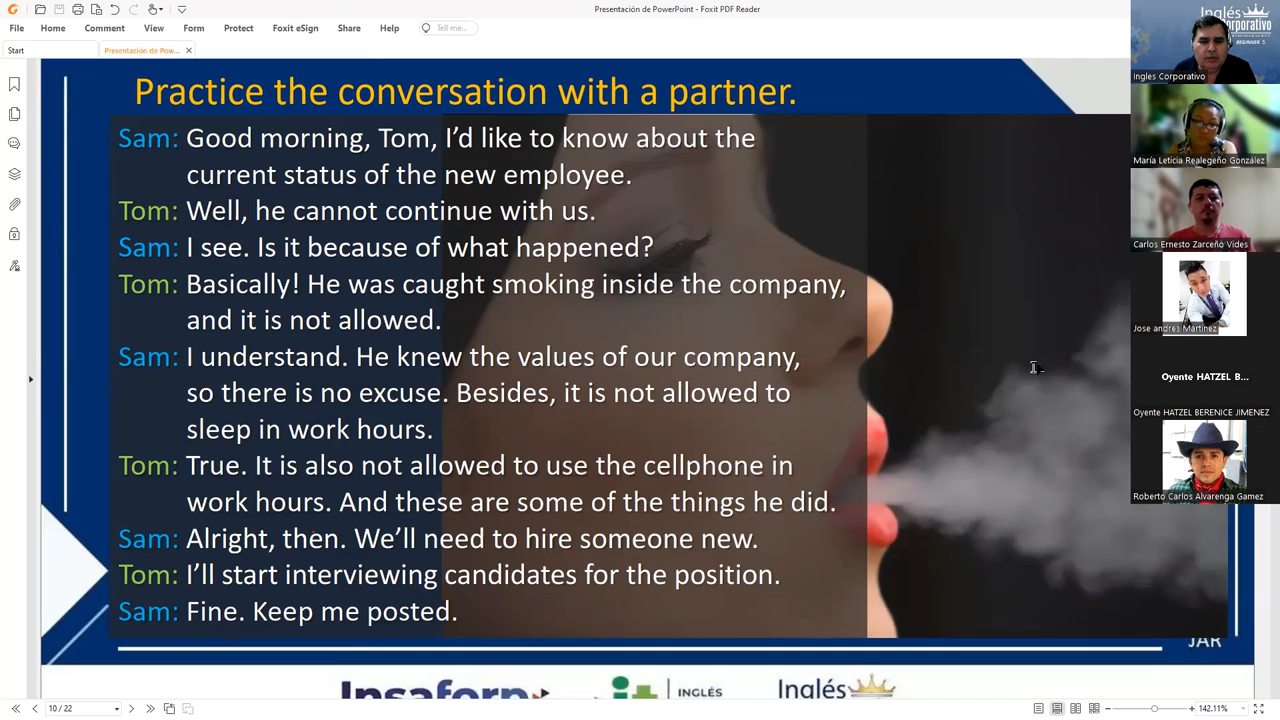 Presentación de PowerPoint - Foxit PDF Reader
File Home Comment View Form Protect Foxit eSign Share Help Tell me...
Start Presentación de Pow...
Practice the conversation with a partner.
Sam: Good morning, Tom, I’d like to know about the
current status of the new employee.
Tom: Well, he cannot continue with us.
Sam: I see. Is it because of what happened?
Tom: Basically! He was caught smoking inside the company,
and it is not allowed.
Sam: I understand. He knew the values of our company,
so there is no excuse. Besides, it is not allowed to
sleep in work hours.
Tom: True. It is also not allowed to use the cellphone in
work hours. And these are some of the things he did.
Sam: Alright, then. We’ll need to hire someone new.
Tom: I’ll start interviewing candidates for the position.
Sam: Fine. Keep me posted.
JAR
Insaforp
INGLÉS
Inglés
10 / 22
142.11%
Inglés
Corporativo
BEGINNER 5
Ingles Corporativo
María Leticia Realegeño González
Carlos Ernesto Zarceño Vides
Jose andres Martinez
Oyente HATZEL B...
Oyente HATZEL BERENICE JIMENEZ
Roberto Carlos Alvarenga Gamez